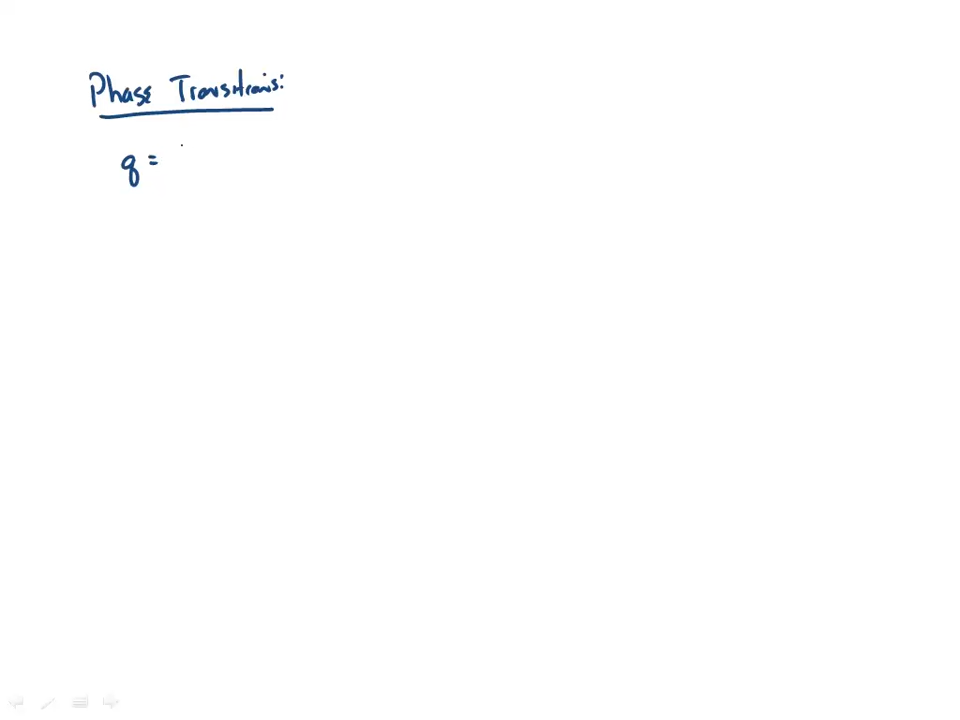 Phase Transitions:
q =